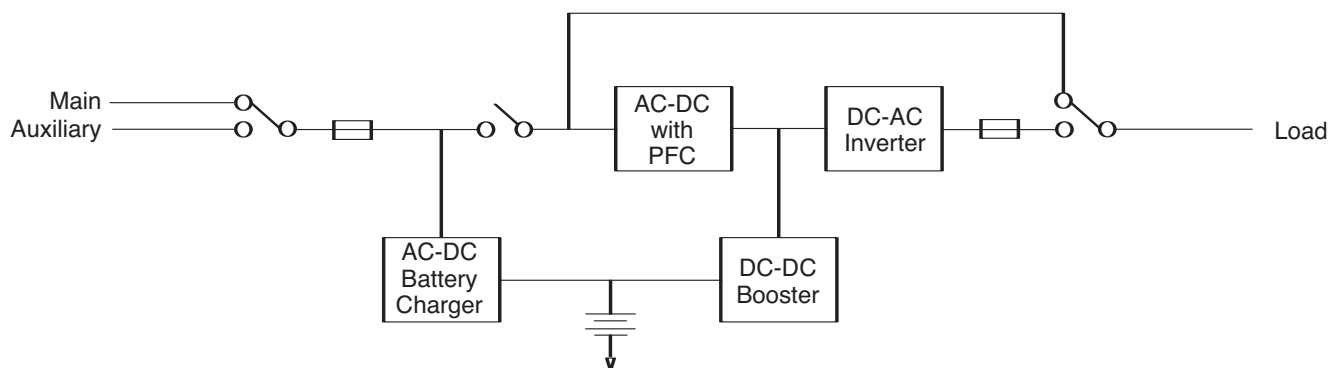 Main
Auxiliary
AC-DC
with
PFC
DC-AC
Inverter
Load
AC-DC
Battery
Charger
DC-DC
Booster